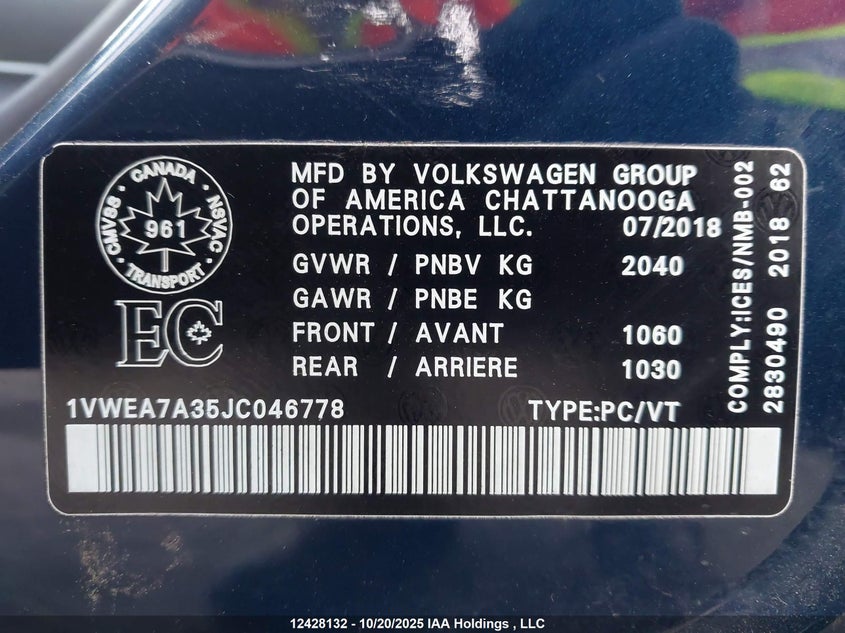 CANADA
CMVSS
NSVAC
961
TRANSPORT
EC
MFD BY VOLKSWAGEN GROUP
OF AMERICA CHATTANOOGA
OPERATIONS, LLC. 07/2018
GVWR / PNBV KG 2040
GAWR / PNBE KG
FRONT / AVANT 1060
REAR / ARRIERE 1030
1VWEA7A35JC046778 TYPE:PC/VT
COMPLY:ICES/NMB-002
2830490 2018 62
12428132 - 10/20/2025 IAA Holdings , LLC